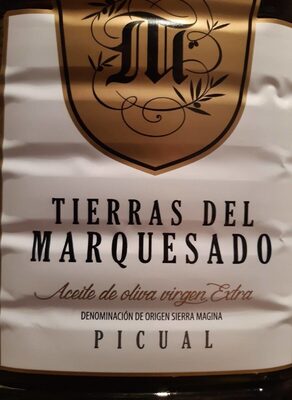 M
TIERRAS DEL
MARQUESADO
Aceite de oliva virgen Extra
DENOMINACIÓN DE ORIGEN SIERRA MAGINA
PICUAL